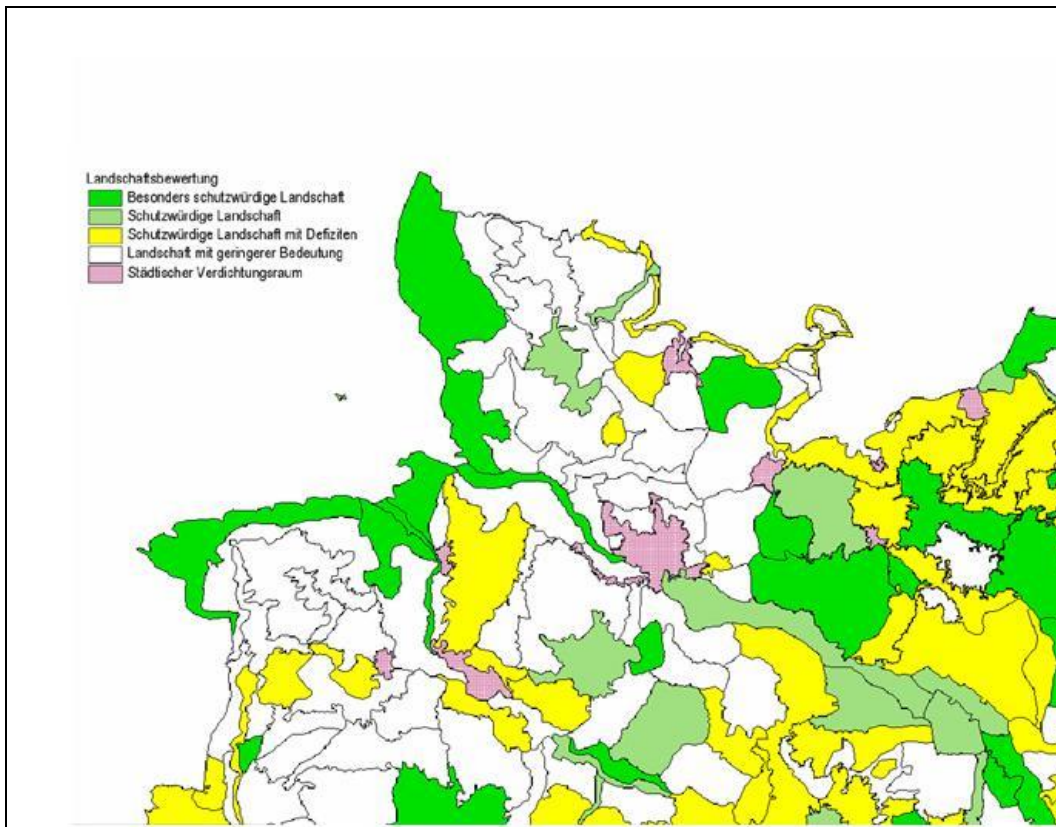 Landschaftsbewertung
Besonders schutzwürdige Landschaft
Schutzwürdige Landschaft
Schutzwürdige Landschaft mit Defiziten
Landschaft mit geringerer Bedeutung
Städtischer Verdichtungsraum